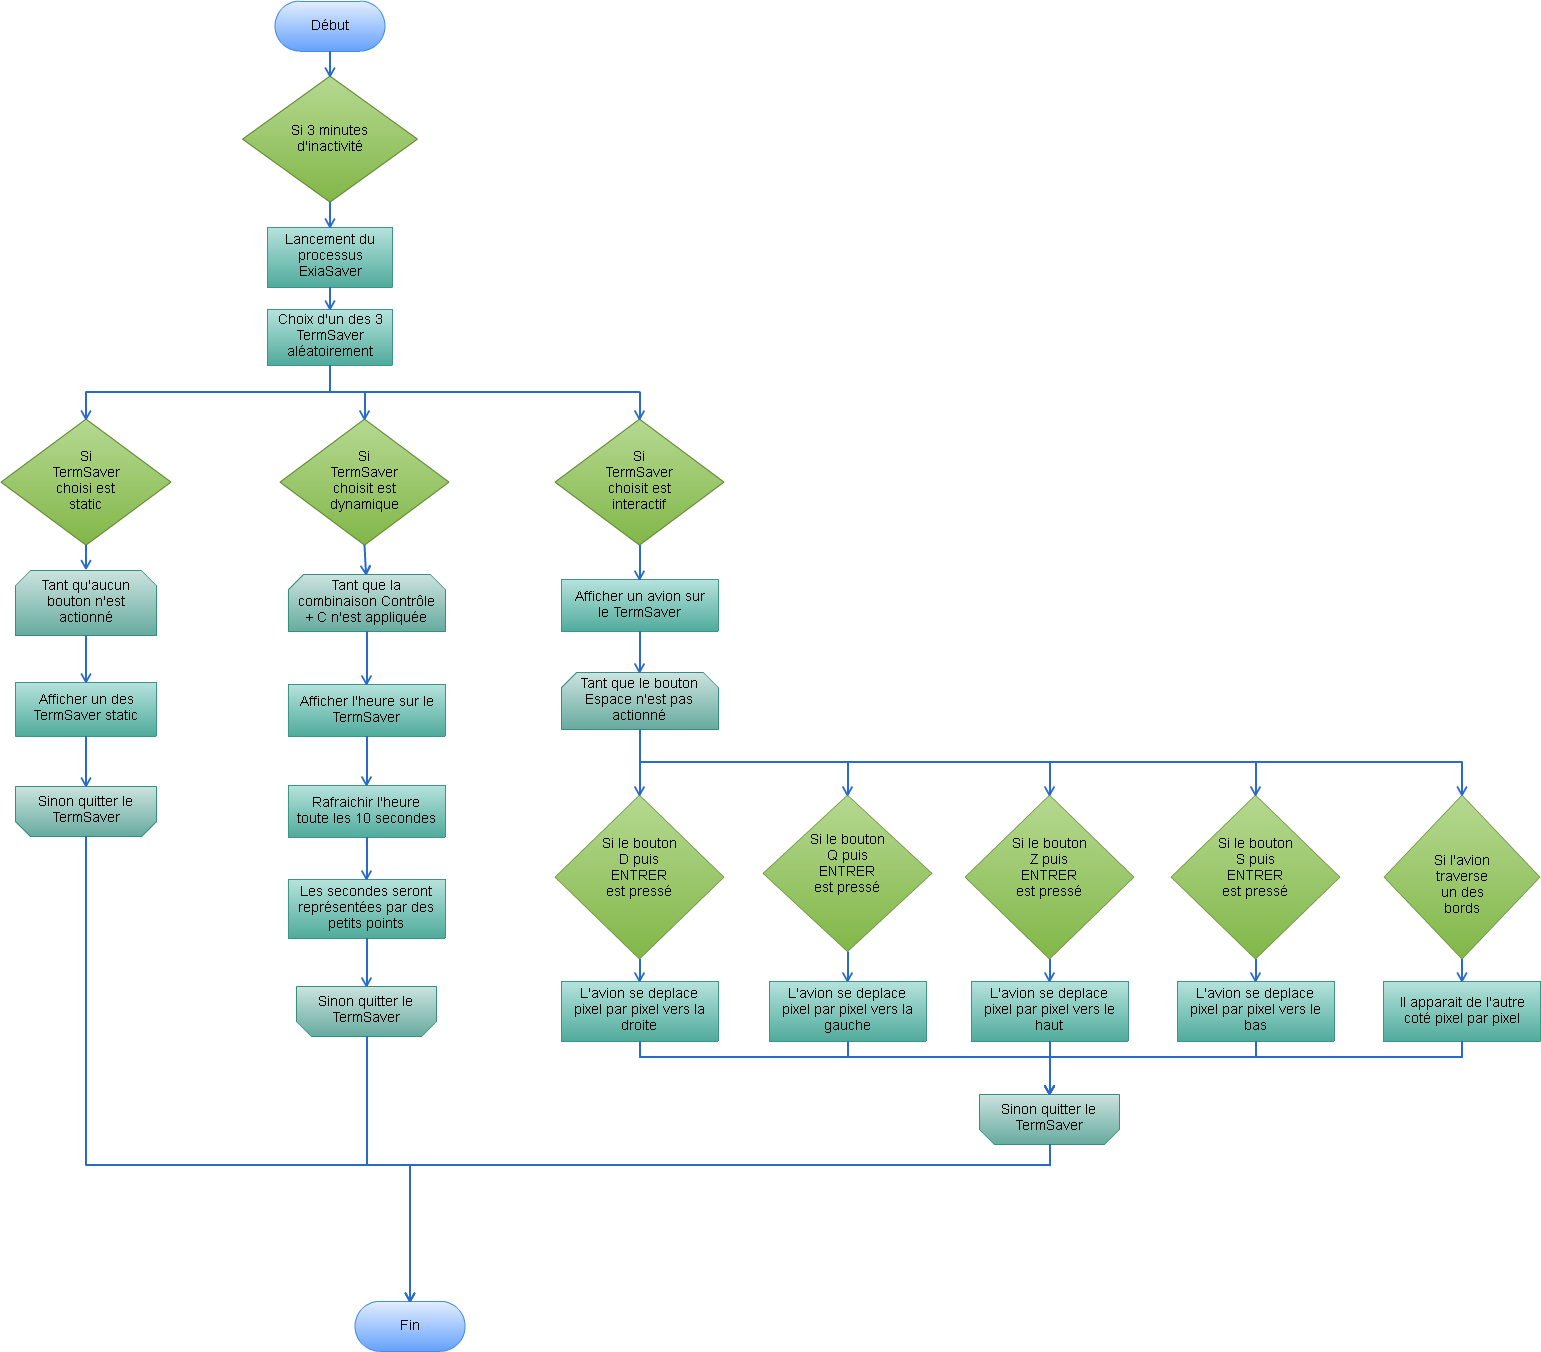 Début
Si 3 minutes
d'inactivité
Lancement du
processus
ExiaSaver
Choix d'un des 3
TermSaver
aléatoirement
Si
TermSaver
choisi est
static
Si
TermSaver
choisit est
dynamique
Si
TermSaver
choisit est
interactif
Tant qu'aucun
bouton n'est
actionné
Tant que la
combinaison Contrôle
+ C n'est appliquée
Afficher un avion sur
le TermSaver
Afficher un des
TermSaver static
Afficher l'heure sur le
TermSaver
Tant que le bouton
Espace n'est pas
actionné
Sinon quitter le
TermSaver
Rafraichir l'heure
toute les 10 secondes
Les secondes seront
représentées par des
petits points
Sinon quitter le
TermSaver
Si le bouton
D puis
ENTRER
est pressé
Si le bouton
Q puis
ENTRER
est pressé
Si le bouton
Z puis
ENTRER
est pressé
Si le bouton
S puis
ENTRER
est pressé
Si l'avion
traverse
un des
bords
L'avion se deplace
pixel par pixel vers la
droite
L'avion se deplace
pixel par pixel vers la
gauche
L'avion se deplace
pixel par pixel vers le
haut
L'avion se deplace
pixel par pixel vers le
bas
Il apparait de l'autre
coté pixel par pixel
Sinon quitter le
TermSaver
Fin